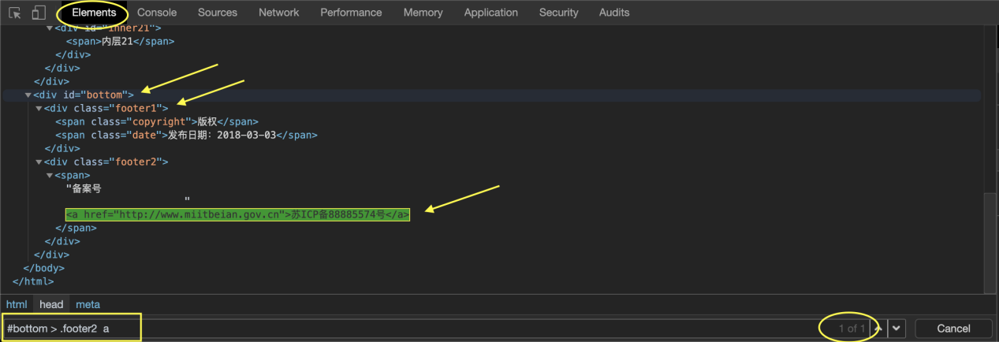 Elements Console Sources Network Performance Memory Application Security Audits
<div id="inner21">
<span>内层21</span>
</div>
</div>
</div>
<div id="bottom">
<div class="footer1">
<span class="copyright">版权</span>
<span class="date">发布日期：2018-03-03</span>
</div>
<div class="footer2">
<span>
"备案号
"
<a href="http://www.miitbeian.gov.cn">苏ICP备88885574号</a>
</span>
</div>
</div>
</body>
</html>
html head meta
#bottom > .footer2 a 1 of 1 Cancel